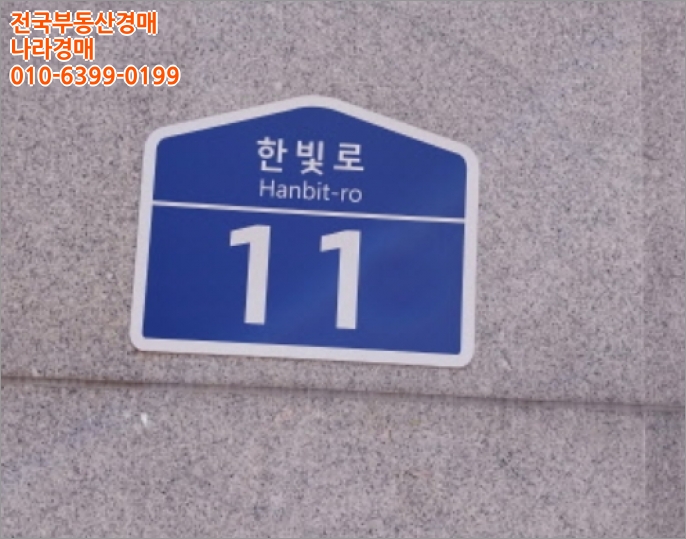 전국부동산경매
나라경매
010-6399-0199
한빛로
Hanbit-ro
11